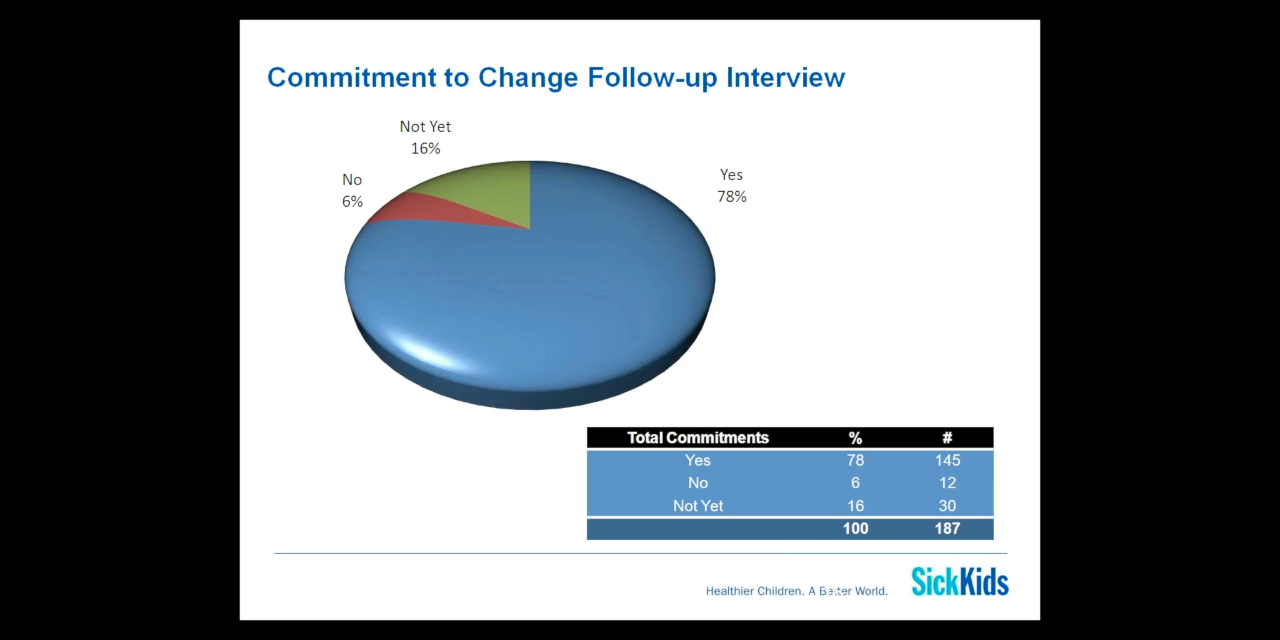 Commitment to Change Follow-up Interview
Not Yet
16%
No
6%
Yes
78%
Total Commitments % #
Yes 78 145
No 6 12
Not Yet 16 30
100 187
Healthier Children. A Better World.
SickKids